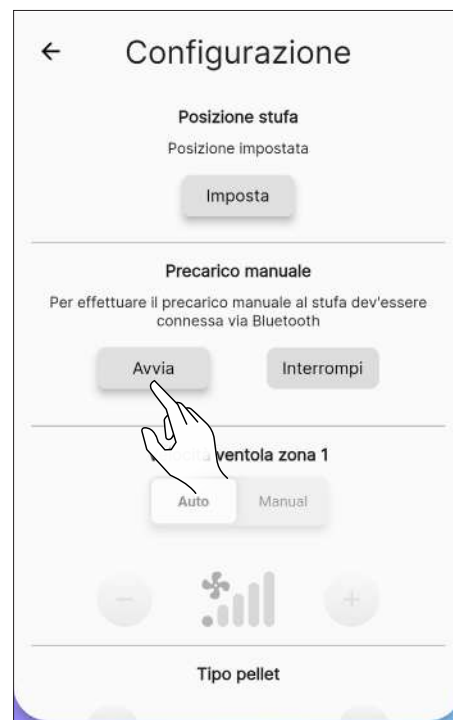 Configurazione
Posizione stufa
Posizione impostata
Imposta
Precarico manuale
Per effettuare il precarico manuale al stufa dev'essere
connessa via Bluetooth
Avvia Interrompi
ventola zona 1
Auto Manual
Tipo pellet